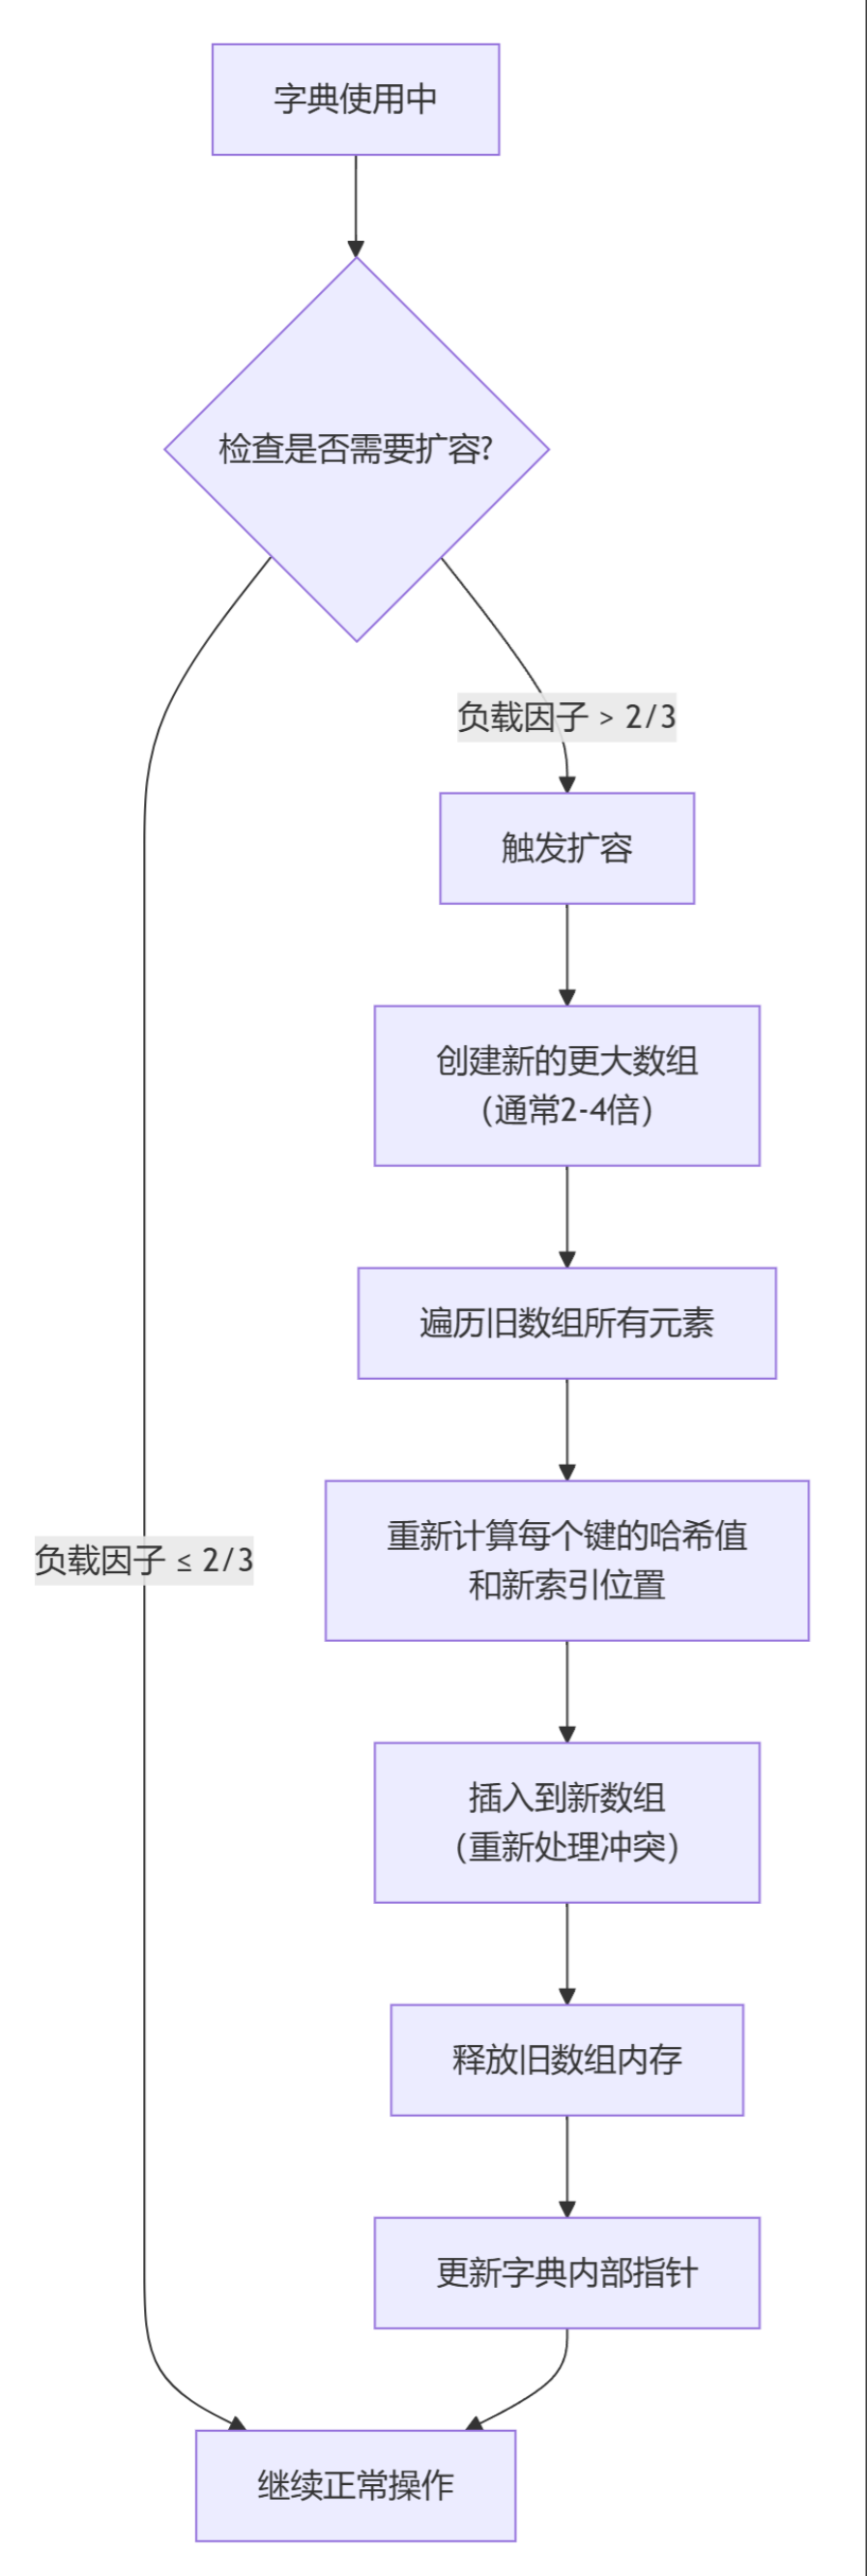 字典使用中
检查是否需要扩容?
负载因子 > 2/3
触发扩容
创建新的更大数组
（通常2-4倍）
遍历旧数组所有元素
重新计算每个键的哈希值
和新索引位置
负载因子 ≤ 2/3
插入到新数组
（重新处理冲突）
释放旧数组内存
更新字典内部指针
继续正常操作